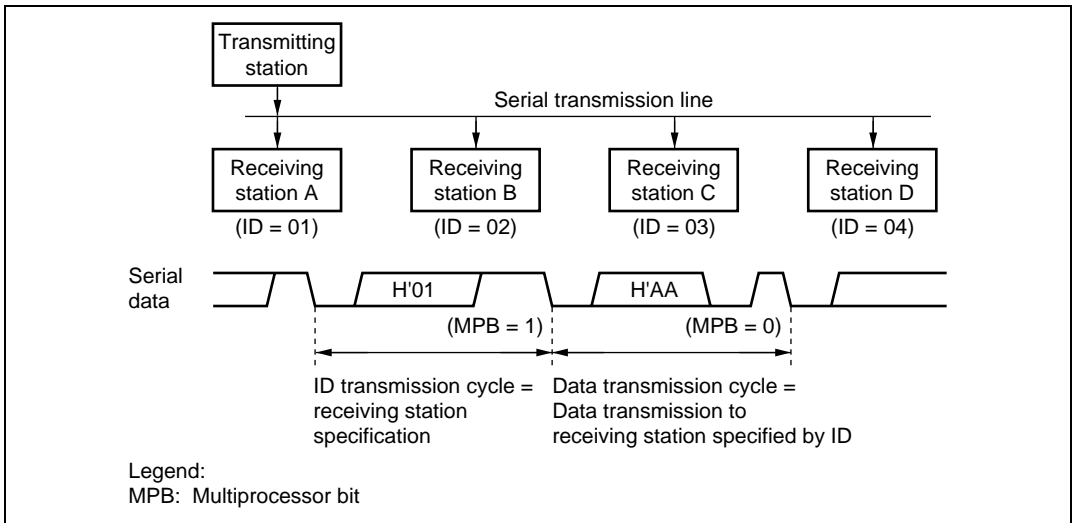 Transmitting
station
Serial transmission line
Receiving
station A
Receiving
station B
Receiving
station C
Receiving
station D
(ID = 01)
(ID = 02)
(ID = 03)
(ID = 04)
Serial
data
H'01
H'AA
(MPB = 1)
(MPB = 0)
ID transmission cycle =
receiving station
specification
Data transmission cycle =
Data transmission to
receiving station specified by ID
Legend:
MPB: Multiprocessor bit